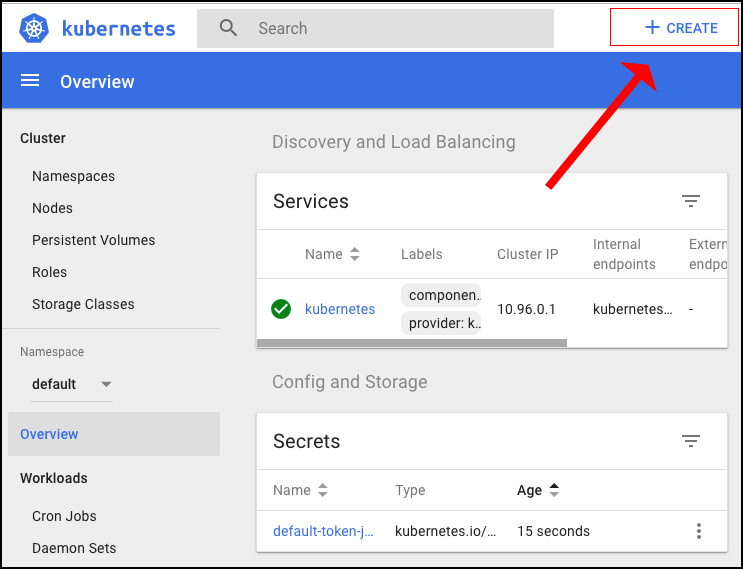 kubernetes
Search
+ CREATE
Overview
Cluster
Namespaces
Nodes
Persistent Volumes
Roles
Storage Classes
Namespace
default
Overview
Workloads
Cron Jobs
Daemon Sets
Discovery and Load Balancing
Services
Name Labels Cluster IP Internal endpoints Extern endpo
kubernetes componen.. provider: k.. 10.96.0.1 kubernetes... -
Config and Storage
Secrets
Name Type Age
default-token-j... kubernetes.io/... 15 seconds